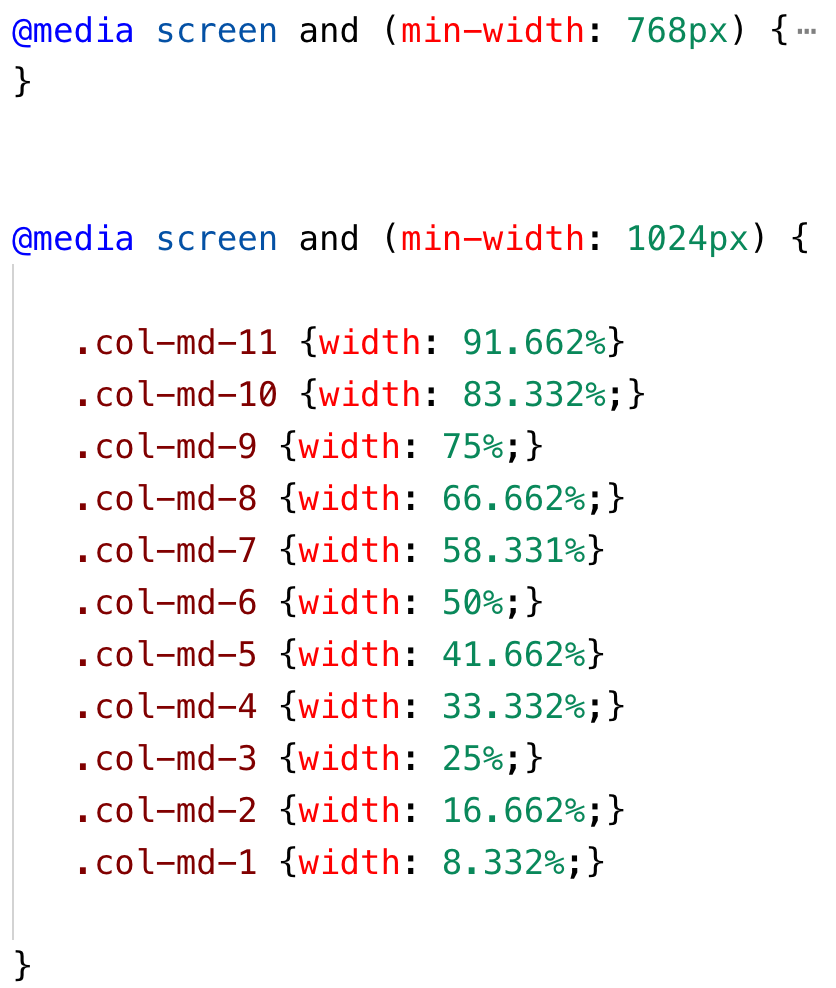 @media screen and (min-width: 768px) {⋯
}
@media screen and (min-width: 1024px) {
.col-md-11 {width: 91.662%}
.col-md-10 {width: 83.332%;}
.col-md-9 {width: 75%;}
.col-md-8 {width: 66.662%;}
.col-md-7 {width: 58.331%}
.col-md-6 {width: 50%;}
.col-md-5 {width: 41.662%}
.col-md-4 {width: 33.332%;}
.col-md-3 {width: 25%;}
.col-md-2 {width: 16.662%;}
.col-md-1 {width: 8.332%;}
}